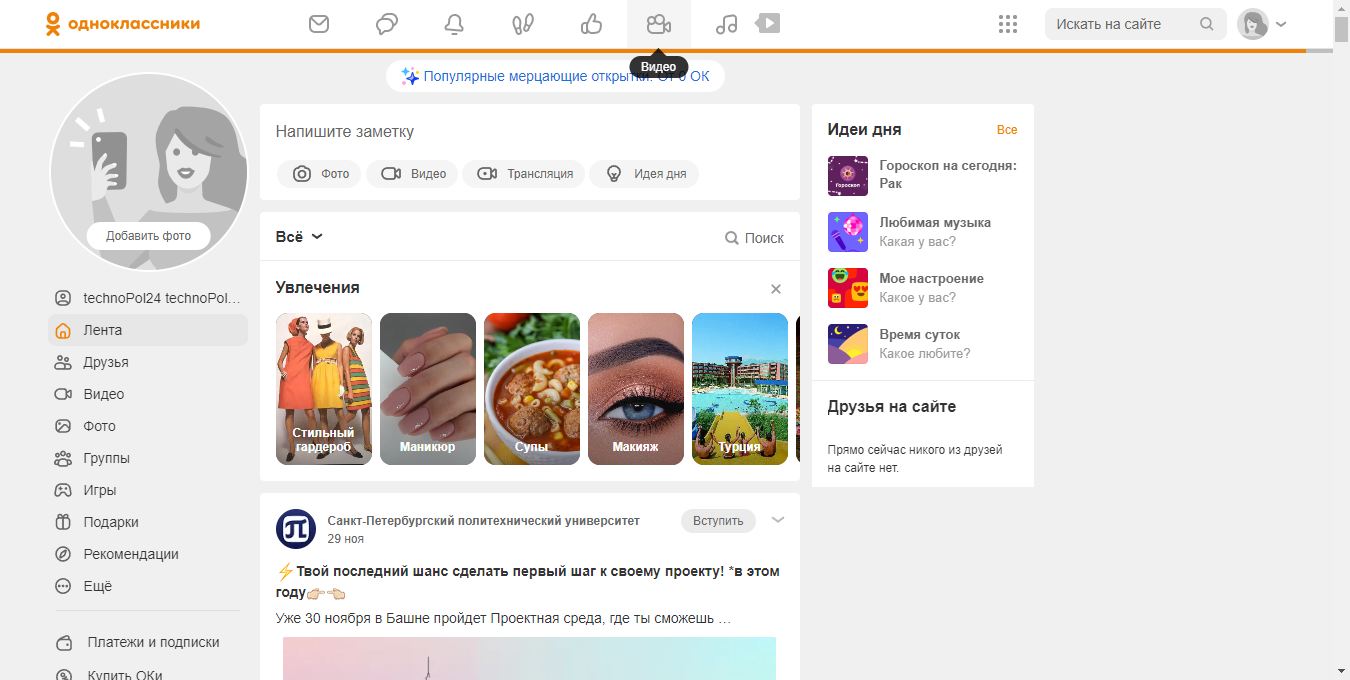 одноклассники
Искать на сайте
Видео
Популярные мерцающие открытки. От 0 ОК
Добавить фото
technoPol24 technoPol…
Лента
Друзья
Видео
Фото
Группы
Игры
Подарки
Рекомендации
Ещё
Платежи и подписки
Купить ОКи
Напишите заметку
Фото
Видео
Трансляция
Идея дня
Всё
Поиск
Увлечения
Стильный
гардероб
Маникюр
Супы
Макияж
Турция
Санкт-Петербургский политехнический университет
29 ноя
Вступить
⚡Твой последний шанс сделать первый шаг к своему проекту! *в этом
году👉🏻👈🏻
Уже 30 ноября в Башне пройдет Проектная среда, где ты сможешь …
Идеи дня
Все
Гороскоп
Гороскоп на сегодня:
Рак
Любимая музыка
Какая у вас?
Мое настроение
Какое у вас?
Время суток
Какое любите?
Друзья на сайте
Прямо сейчас никого из друзей
на сайте нет.